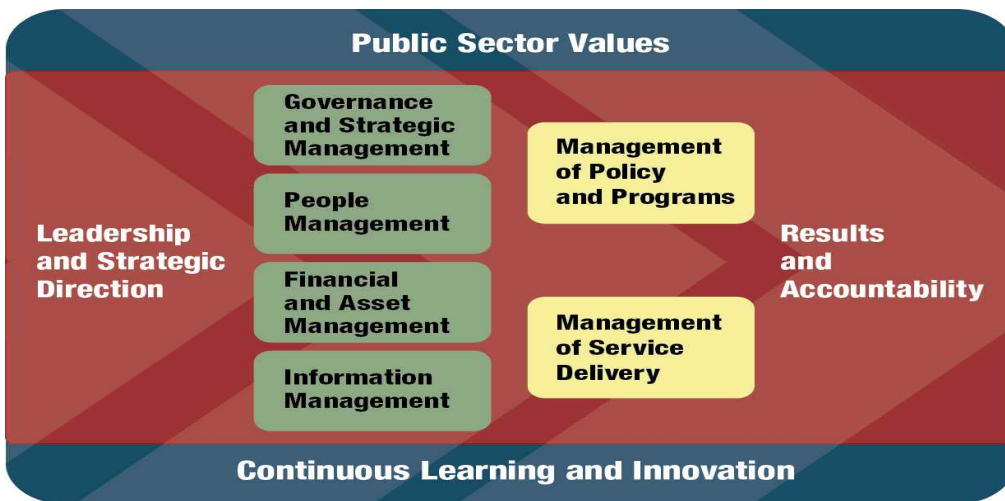 Public Sector Values
Leadership
and Strategic
Direction
Governance
and Strategic
Management
People
Management
Financial
and Asset
Management
Information
Management
Management
of Policy
and Programs
Management
of Service
Delivery
Results
and
Accountability
Continuous Learning and Innovation